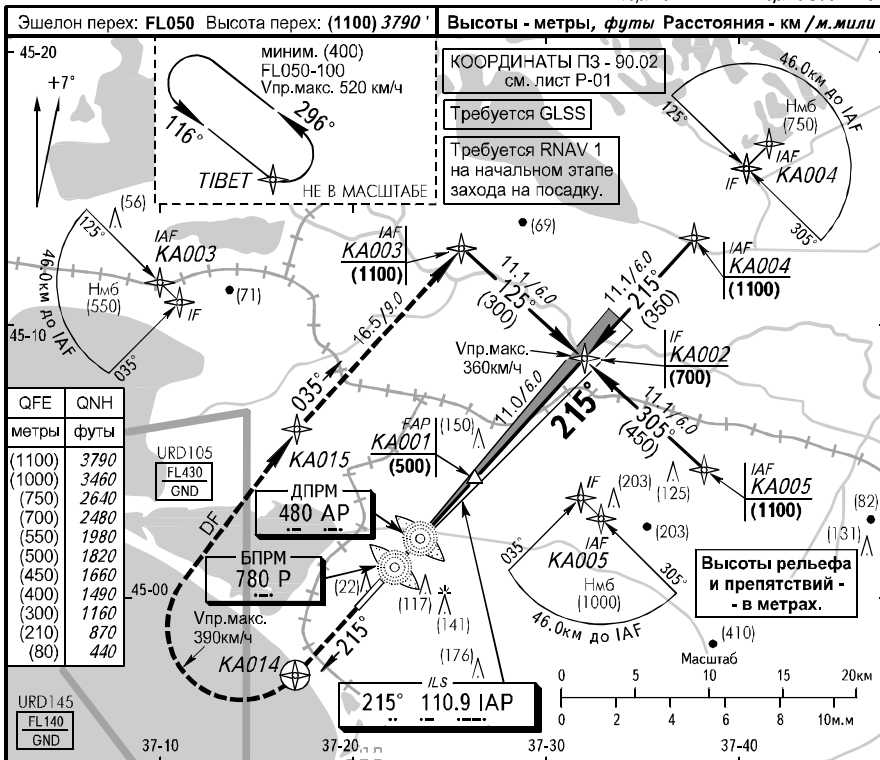 Эшелон перех: FL050 Высота перех: (1100) 3790 '
Высоты - метры, футы Расстояния - км / м.мили
45-20
+7°
миним. (400)
FL050-100
Vпр.макс. 520 км/ч
116°
296°
TIBET
НЕ В МАСШТАБЕ
КООРДИНАТЫ ПЗ - 90.02
см. лист Р-01
Требуется GLSS
Требуется RNAV 1
на начальном этапе
захода на посадку.
46.0км до IAF
125°
Нмб
(750)
IAF
KA004
IF
305°
(56)
125°
IAF
KA003
46.0км до IAF
Нмб
(550)
IF
035°
(71)
45-10
IAF
KA003
(1100)
(69)
11.1/6.0
125°
(300)
11.1/6.0
215°
(350)
IAF
KA004
(1100)
16.5/9.0
035°
Vпр.макс.
360км/ч
IF
KA002
(700)
11.0/6.0
215°
11.1/6.0
305°
(450)
IAF
KA005
(1100)
FAP
KA001
(500)
(150)
KA015
DF
URD105
FL430
GND
QFE QNH
метры футы
(1100) 3790
(1000) 3460
(750) 2640
(700) 2480
(550) 1980
(500) 1820
(450) 1660
(400) 1490
(300) 1160
(210) 870
(80) 440
ДПРМ
480 АР
БПРМ
780 Р
(22)
(117)
(141)
(176)
IF
(203)
(125)
(203)
IAF
KA005
035°
305°
Нмб
(1000)
46.0км до IAF
(82)
(131)
Высоты рельефа
и препятствий -
- в метрах.
(410)
45-00
Vпр.макс.
390км/ч
215°
KA014
ILS
215° 110.9 IAP
Масштаб
0 5 10 15 20км
0 2 4 6 8 10м.м
URD145
FL140
GND
37-10
37-20
37-30
37-40